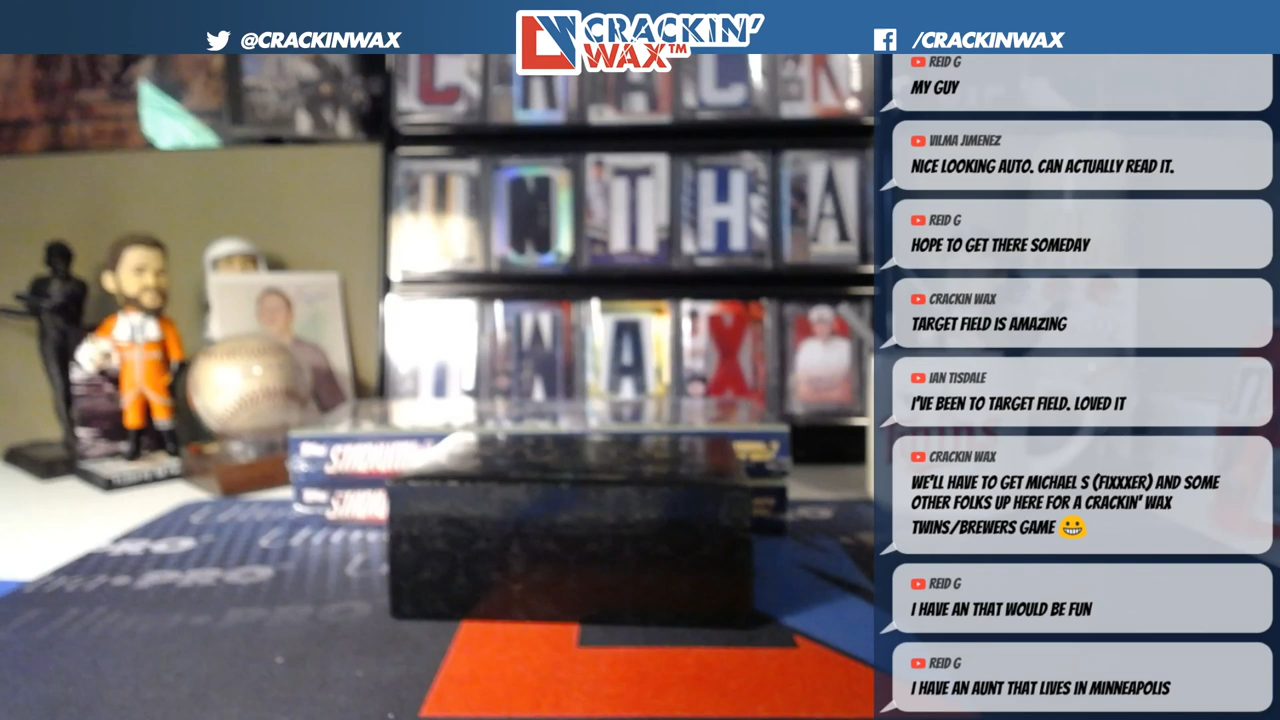 @CRACKINWAX
CRACKIN'
WAX™
/CRACKINWAX
REID G
MY GUY
VILMA JIMENEZ
NICE LOOKING AUTO. CAN ACTUALLY READ IT.
REID G
HOPE TO GET THERE SOMEDAY
CRACKIN WAX
TARGET FIELD IS AMAZING
IAN TISDALE
I'VE BEEN TO TARGET FIELD. LOVED IT
CRACKIN WAX
WE'LL HAVE TO GET MICHAEL S (FIXXXER) AND SOME
OTHER FOLKS UP HERE FOR A CRACKIN' WAX
TWINS/BREWERS GAME 😀
REID G
I HAVE AN THAT WOULD BE FUN
REID G
I HAVE AN AUNT THAT LIVES IN MINNEAPOLIS
C R A C K
U N T H A
W A X
PRO
PRO